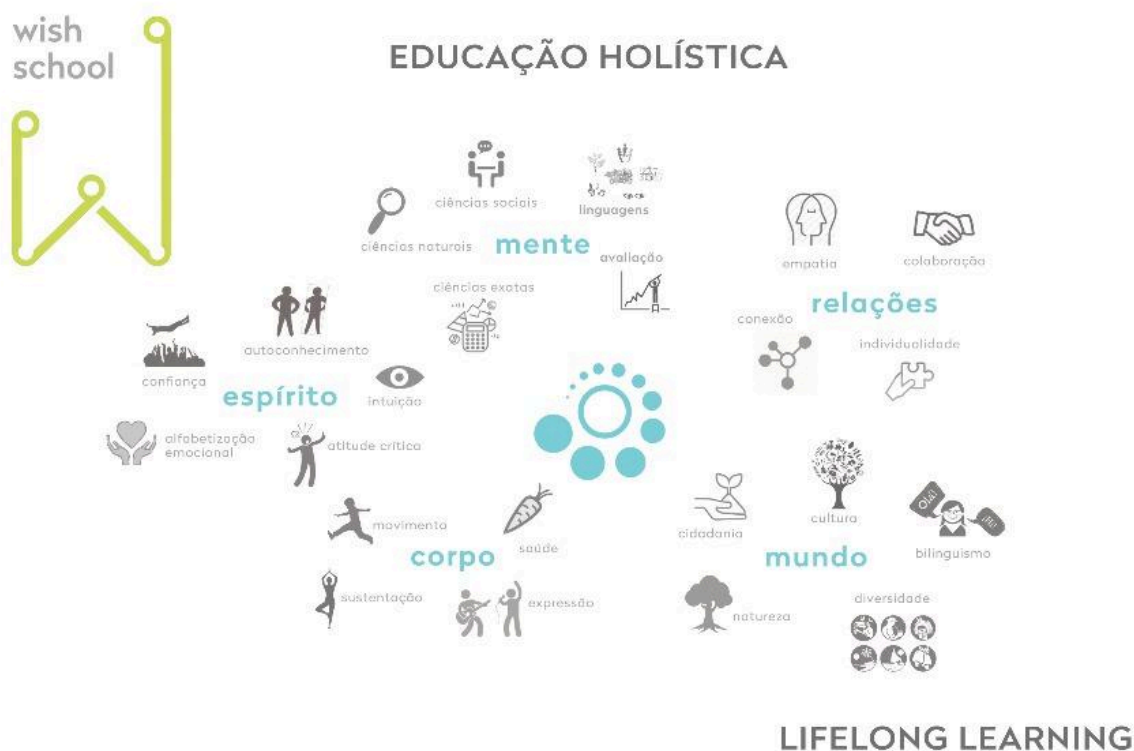 wish
school
EDUCAÇÃO HOLÍSTICA
ciências sociais
linguagens
ciências naturais
mente
avaliação
ciências exatas
empatia
colaboração
relações
conexão
individualidade
autoconhecimento
confiança
espírito
intuição
alfabetização
emocional
atitude crítica
movimento
saúde
corpo
sustentação
expressão
cultura
Olá!
Hi!
cidadania
mundo
bilinguismo
natureza
diversidade
LIFELONG LEARNING